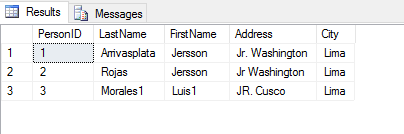 Results Messages
PersonID LastName FirstName Address City
1 1 Arrivasplata Jersson Jr. Washington Lima
2 2 Rojas Jersson Jr Washington Lima
3 3 Morales1 Luis1 JR. Cusco Lima